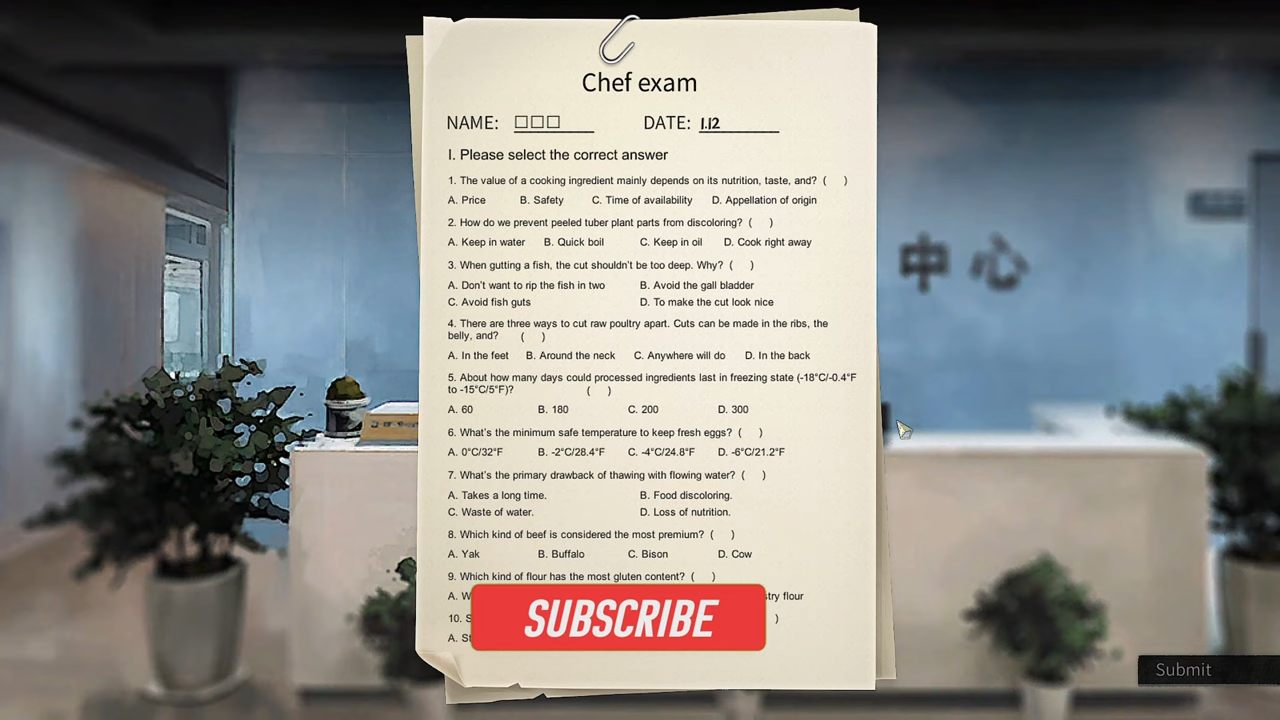 Chef exam
NAME: □□□ DATE: 1.12
I. Please select the correct answer
1. The value of a cooking ingredient mainly depends on its nutrition, taste, and? ( )
A. Price B. Safety C. Time of availability D. Appellation of origin
2. How do we prevent peeled tuber plant parts from discoloring? ( )
A. Keep in water B. Quick boil C. Keep in oil D. Cook right away
3. When gutting a fish, the cut shouldn't be too deep. Why? ( )
A. Don't want to rip the fish in two B. Avoid the gall bladder
C. Avoid fish guts D. To make the cut look nice
4. There are three ways to cut raw poultry apart. Cuts can be made in the ribs, the
belly, and? ( )
A. In the feet B. Around the neck C. Anywhere will do D. In the back
5. About how many days could processed ingredients last in freezing state (-18°C/-0.4°F
to -15°C/5°F)? ( )
A. 60 B. 180 C. 200 D. 300
6. What's the minimum safe temperature to keep fresh eggs? ( )
A. 0°C/32°F B. -2°C/28.4°F C. -4°C/24.8°F D. -6°C/21.2°F
7. What's the primary drawback of thawing with flowing water? ( )
A. Takes a long time. B. Food discoloring.
C. Waste of water. D. Loss of nutrition.
8. Which kind of beef is considered the most premium? ( )
A. Yak B. Buffalo C. Bison D. Cow
9. Which kind of flour has the most gluten content? ( )
A. flour
10. )
A.
SUBSCRIBE
中心
Submit